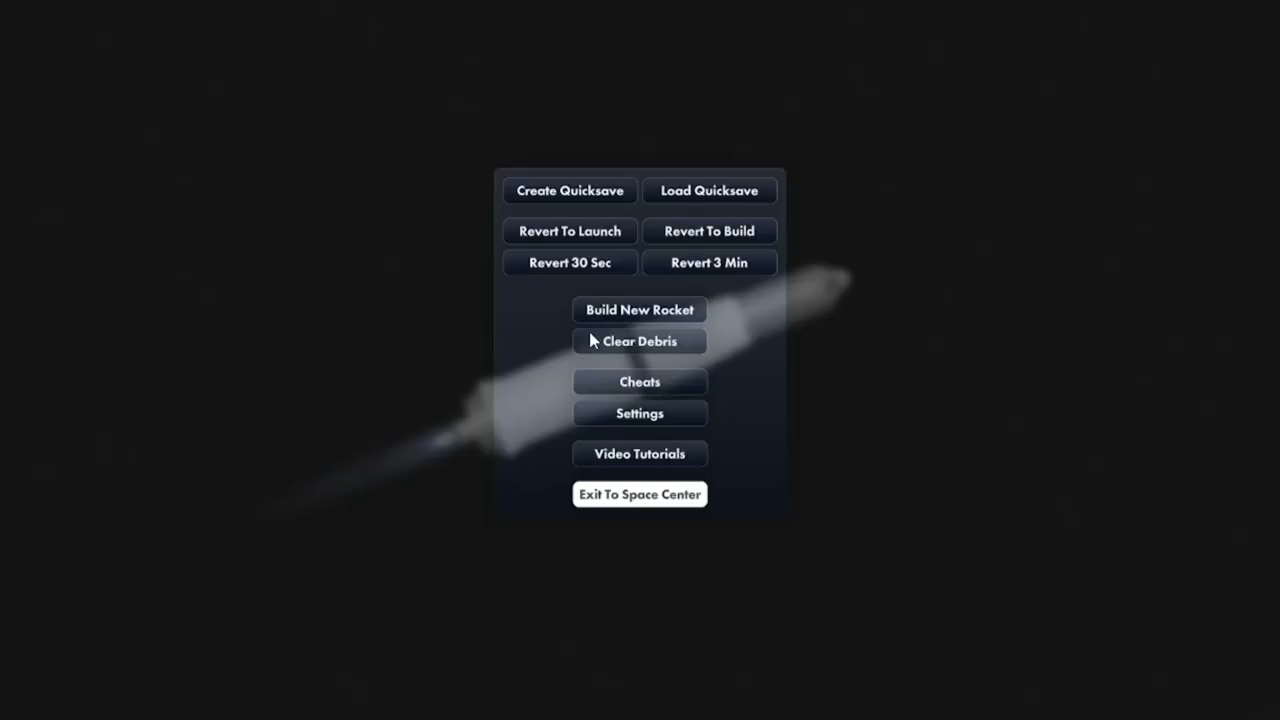 Create Quicksave Load Quicksave
Revert To Launch Revert To Build
Revert 30 Sec Revert 3 Min
Build New Rocket
Clear Debris
Cheats
Settings
Video Tutorials
Exit To Space Center